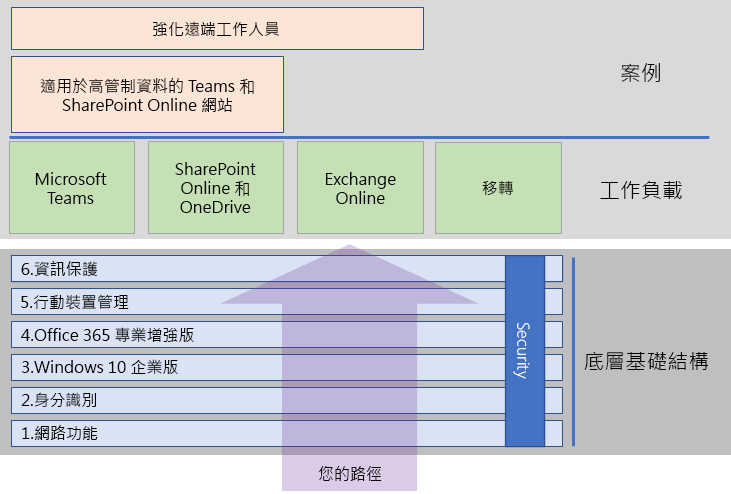 強化遠端工作人員
適用於高管制資料的 Teams 和
SharePoint Online 網站
案例
Microsoft
Teams
SharePoint
Online 和
OneDrive
Exchange
Online
移轉
工作負載
6.資訊保護
5.行動裝置管理
4.Office 365 專業增強版
3.Windows 10 企業版
2.身分識別
1.網路功能
Security
底層基礎結構
您的路徑